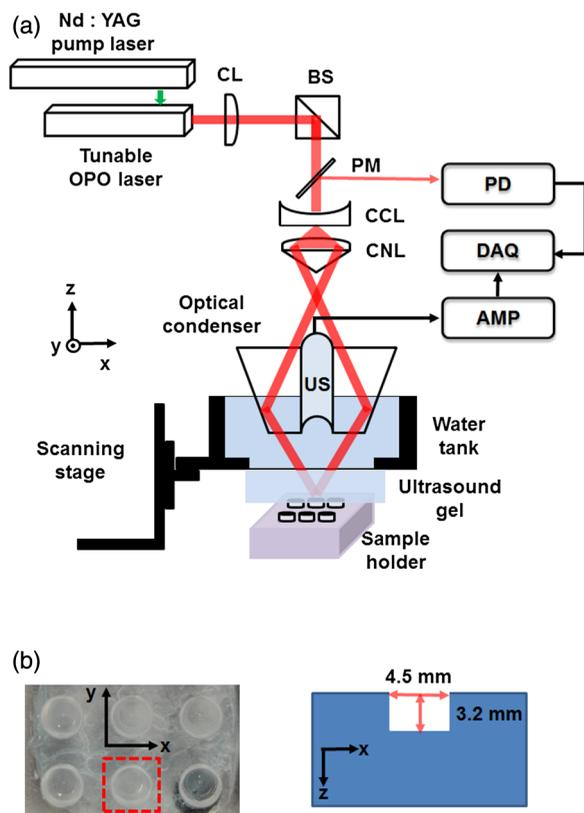 (a)
Nd : YAG
pump laser
CL
BS
Tunable
OPO laser
PM
PD
CCL
CNL
DAQ
AMP
z
y
x
Optical
condenser
US
Scanning
stage
Water
tank
Ultrasound
gel
Sample
holder
(b)
y
x
4.5 mm
3.2 mm
x
z